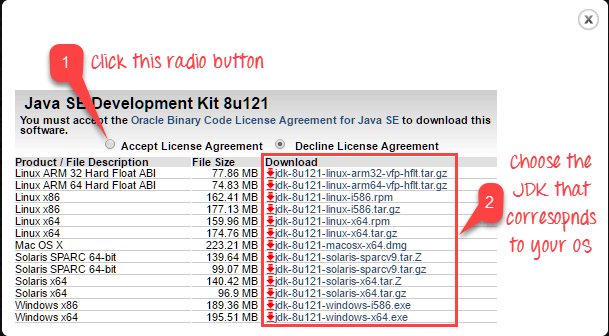 x
1 Click this radio button
Java SE Development Kit 8u121
You must accept the Oracle Binary Code License Agreement for Java SE to download this
software.
Accept License Agreement Decline License Agreement
Product / File Description File Size Download
Linux ARM 32 Hard Float ABI 77.86 MB jdk-8u121-linux-arm32-vfp-hflt.tar.gz
Linux ARM 64 Hard Float ABI 74.83 MB jdk-8u121-linux-arm64-vfp-hflt.tar.gz
Linux x86 162.41 MB jdk-8u121-linux-i586.rpm
Linux x86 177.13 MB jdk-8u121-linux-i586.tar.gz
Linux x64 159.96 MB jdk-8u121-linux-x64.rpm
Linux x64 174.76 MB jdk-8u121-linux-x64.tar.gz
Mac OS X 223.21 MB jdk-8u121-macosx-x64.dmg
Solaris SPARC 64-bit 139.64 MB jdk-8u121-solaris-sparcv9.tar.Z
Solaris SPARC 64-bit 99.07 MB jdk-8u121-solaris-sparcv9.tar.gz
Solaris x64 140.42 MB jdk-8u121-solaris-x64.tar.Z
Solaris x64 96.9 MB jdk-8u121-solaris-x64.tar.gz
Windows x86 189.36 MB jdk-8u121-windows-i586.exe
Windows x64 195.51 MB jdk-8u121-windows-x64.exe
2
Choose the
JDK that
corresopnds
to your OS